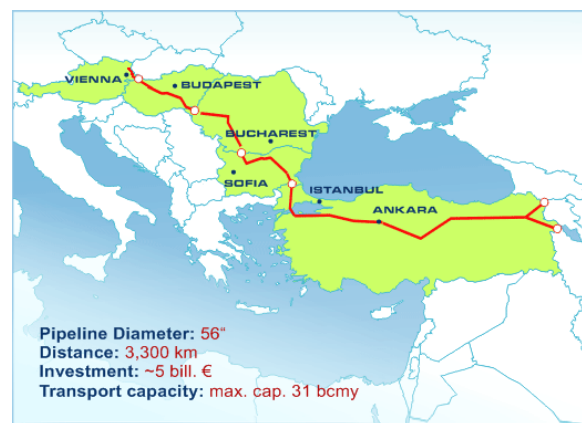 VIENNA
BUDAPEST
BUCHAREST
SOFIA
ISTANBUL
ANKARA
Pipeline Diameter: 56“
Distance: 3,300 km
Investment: ~5 bill. €
Transport capacity: max. cap. 31 bcmy